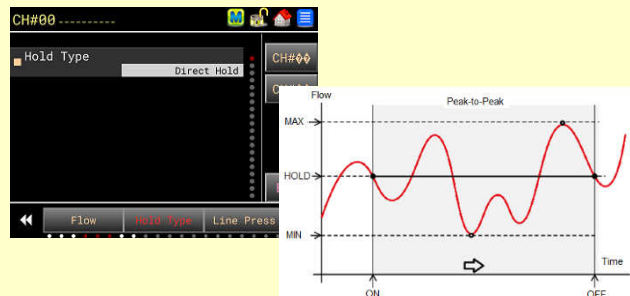 CH#00 ----------
M
Hold Type
Direct Hold
CH#��
Flow
Hold Type
Line Press
Flow
Peak-to-Peak
MAX
HOLD
MIN
Time
ON
OFF